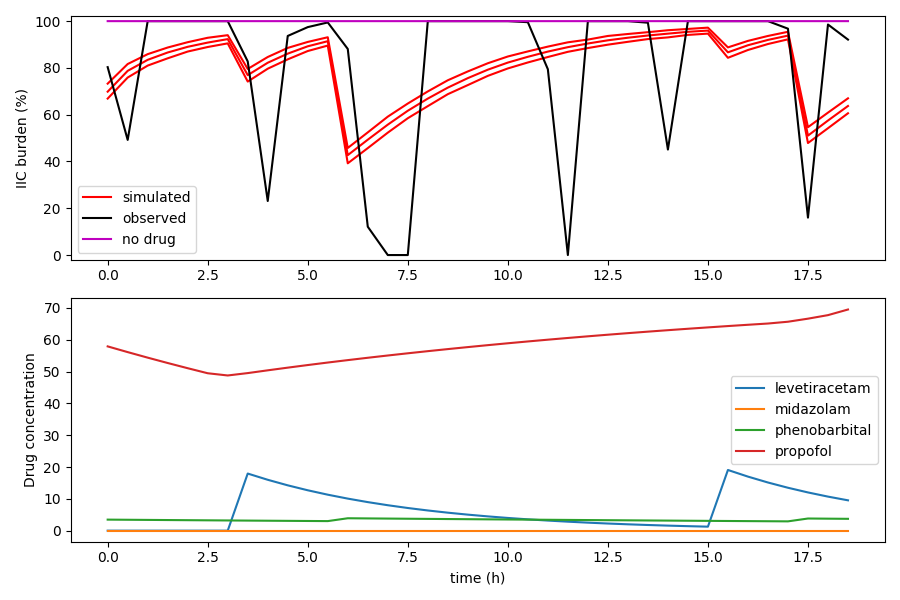 100
80
60
40
20
0
IIC burden (%)
simulated
observed
no drug
0.0 2.5 5.0 7.5 10.0 12.5 15.0 17.5
70
60
50
40
30
20
10
0
Drug concentration
levetiracetam
midazolam
phenobarbital
propofol
0.0 2.5 5.0 7.5 10.0 12.5 15.0 17.5
time (h)